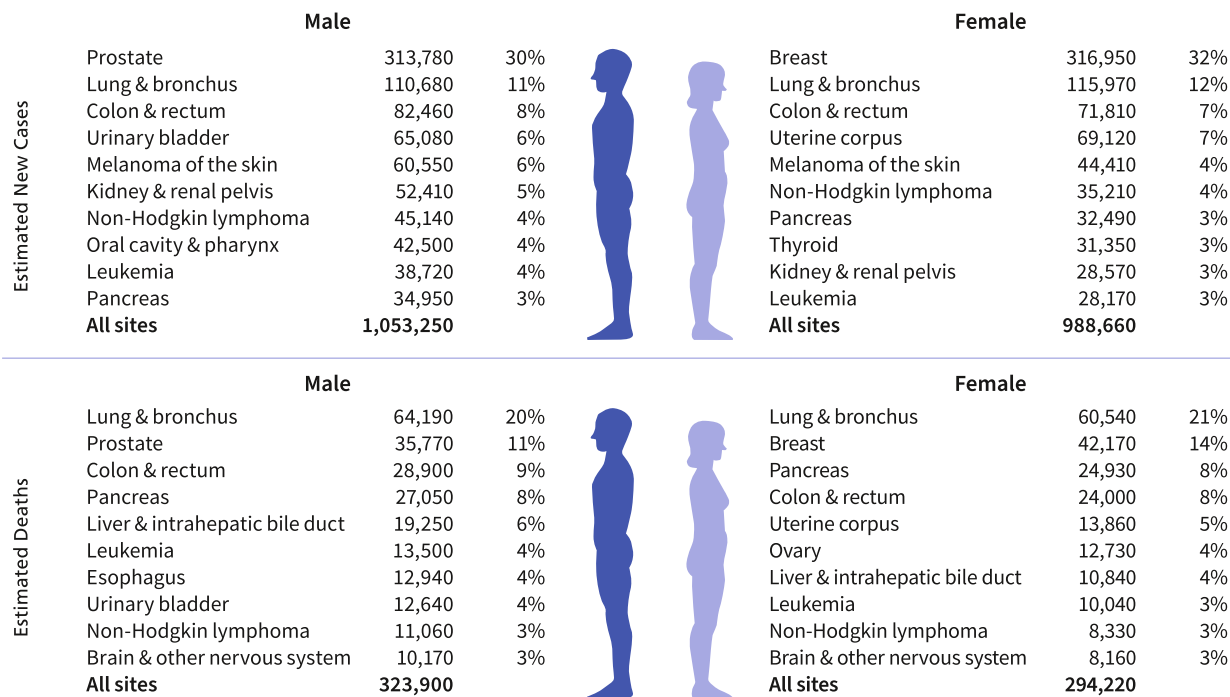 Male Female
Estimated New Cases
Prostate 313,780 30% Breast 316,950 32%
Lung & bronchus 110,680 11% Lung & bronchus 115,970 12%
Colon & rectum 82,460 8% Colon & rectum 71,810 7%
Urinary bladder 65,080 6% Uterine corpus 69,120 7%
Melanoma of the skin 60,550 6% Melanoma of the skin 44,410 4%
Kidney & renal pelvis 52,410 5% Non-Hodgkin lymphoma 35,210 4%
Non-Hodgkin lymphoma 45,140 4% Pancreas 32,490 3%
Oral cavity & pharynx 42,500 4% Thyroid 31,350 3%
Leukemia 38,720 4% Kidney & renal pelvis 28,570 3%
Pancreas 34,950 3% Leukemia 28,170 3%
All sites 1,053,250 All sites 988,660
Male Female
Estimated Deaths
Lung & bronchus 64,190 20% Lung & bronchus 60,540 21%
Prostate 35,770 11% Breast 42,170 14%
Colon & rectum 28,900 9% Pancreas 24,930 8%
Pancreas 27,050 8% Colon & rectum 24,000 8%
Liver & intrahepatic bile duct 19,250 6% Uterine corpus 13,860 5%
Leukemia 13,500 4% Ovary 12,730 4%
Esophagus 12,940 4% Liver & intrahepatic bile duct 10,840 4%
Urinary bladder 12,640 4% Leukemia 10,040 3%
Non-Hodgkin lymphoma 11,060 3% Non-Hodgkin lymphoma 8,330 3%
Brain & other nervous system 10,170 3% Brain & other nervous system 8,160 3%
All sites 323,900 All sites 294,220